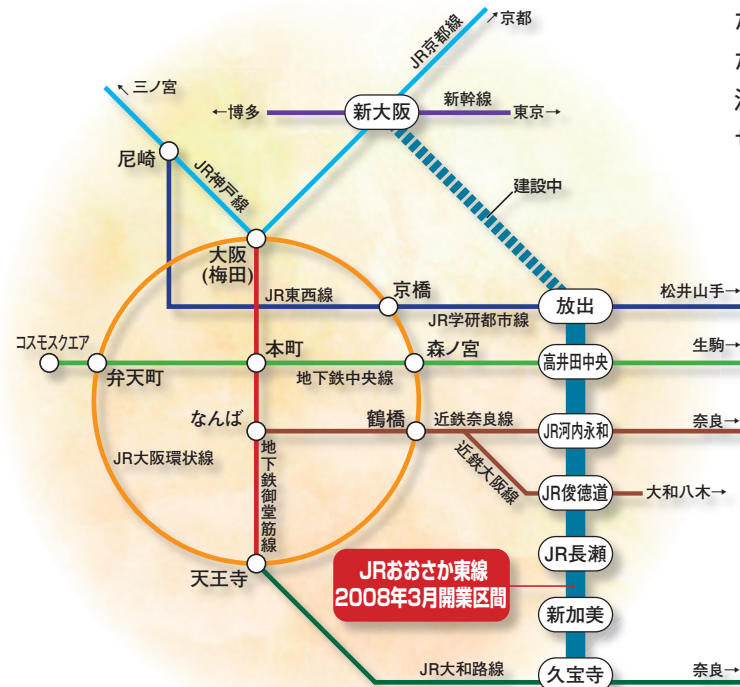 ↗京都
JR京都線
↖三ノ宮
←博多
新大阪
新幹線
東京→
尼崎
JR神戸線
建設中
大阪
(梅田)
JR東西線
京橋
JR学研都市線
放出
松井山手→
コスモスクエア
弁天町
本町
地下鉄中央線
森ノ宮
高井田中央
生駒→
なんば
鶴橋
近鉄奈良線
JR河内永和
奈良→
JR大阪環状線
地下鉄御堂筋線
近鉄大阪線
JR俊徳道
大和八木→
JR長瀬
JRおおさか東線
2008年3月開業区間
天王寺
新加美
JR大和路線
久宝寺
奈良→